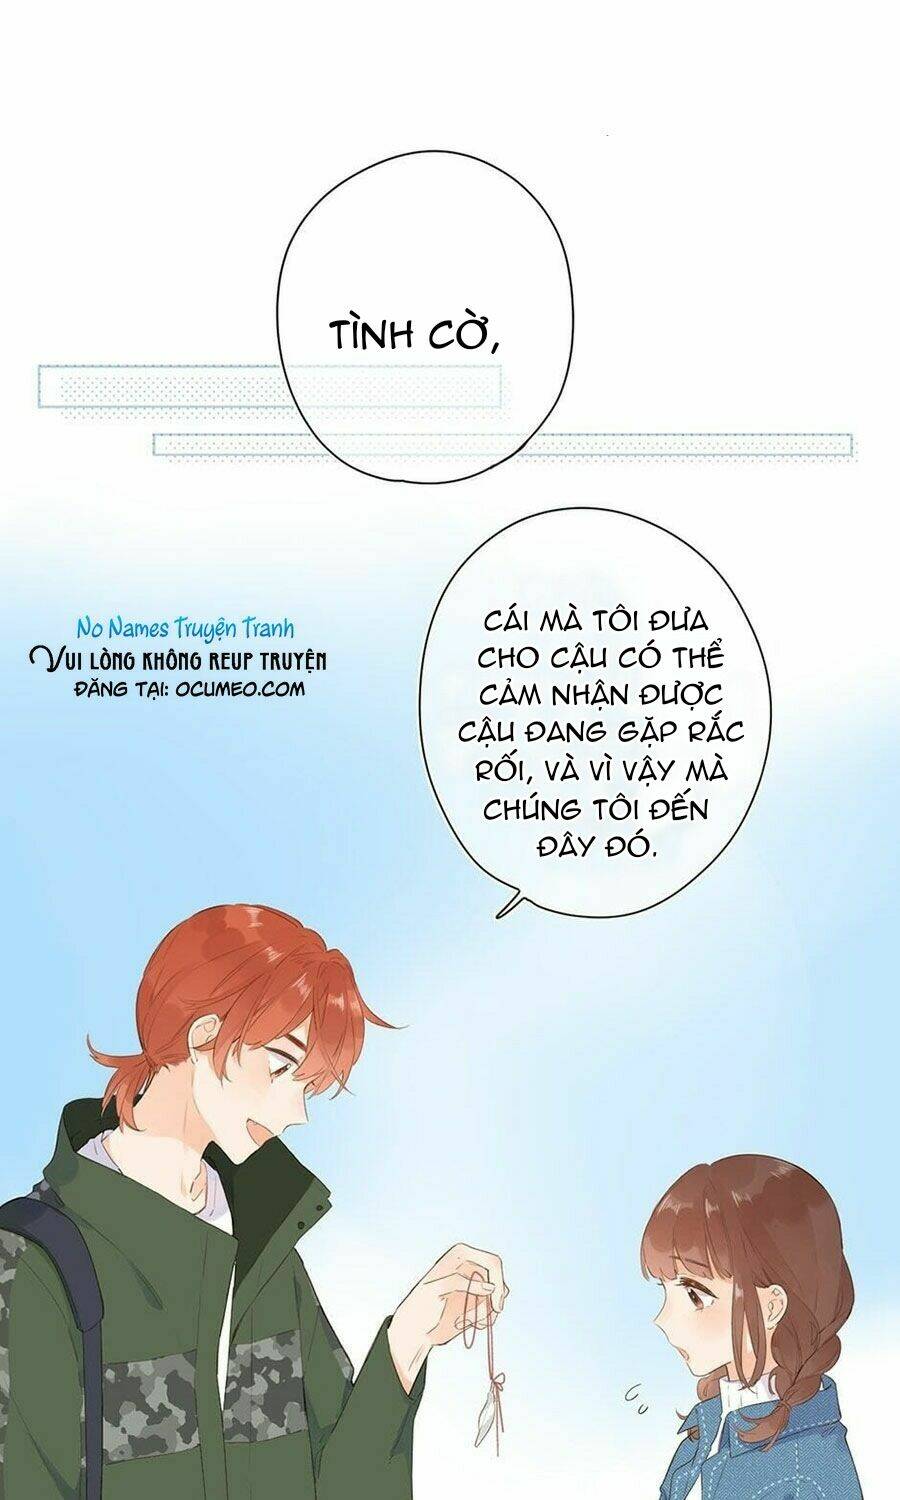 TÌNH CỜ,
No Names Truyện Tranh
VUI LÒNG KHÔNG REUP TRUYỆN
ĐĂNG TẠI: OCUMEO.COM
CÁI MÀ TÔI ĐƯA
CHO CẬU CÓ THỂ
CẢM NHẬN ĐƯỢC
CẬU ĐANG GẶP RẮC
RỐI, VÀ VÌ VẬY MÀ
CHÚNG TÔI ĐẾN
ĐÂY ĐÓ.